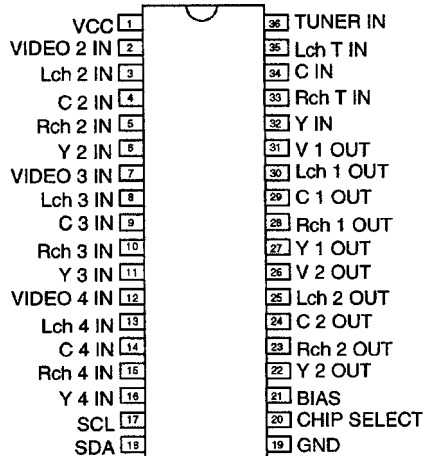 VCC 1
VIDEO 2 IN 2
Lch 2 IN 3
C 2 IN 4
Rch 2 IN 5
Y 2 IN 6
VIDEO 3 IN 7
Lch 3 IN 8
C 3 IN 9
Rch 3 IN 10
Y 3 IN 11
VIDEO 4 IN 12
Lch 4 IN 13
C 4 IN 14
Rch 4 IN 15
Y 4 IN 16
SCL 17
SDA 18
36 TUNER IN
35 Lch T IN
34 C IN
33 Rch T IN
32 Y IN
31 V 1 OUT
30 Lch 1 OUT
29 C 1 OUT
28 Rch 1 OUT
27 Y 1 OUT
26 V 2 OUT
25 Lch 2 OUT
24 C 2 OUT
23 Rch 2 OUT
22 Y 2 OUT
21 BIAS
20 CHIP SELECT
19 GND